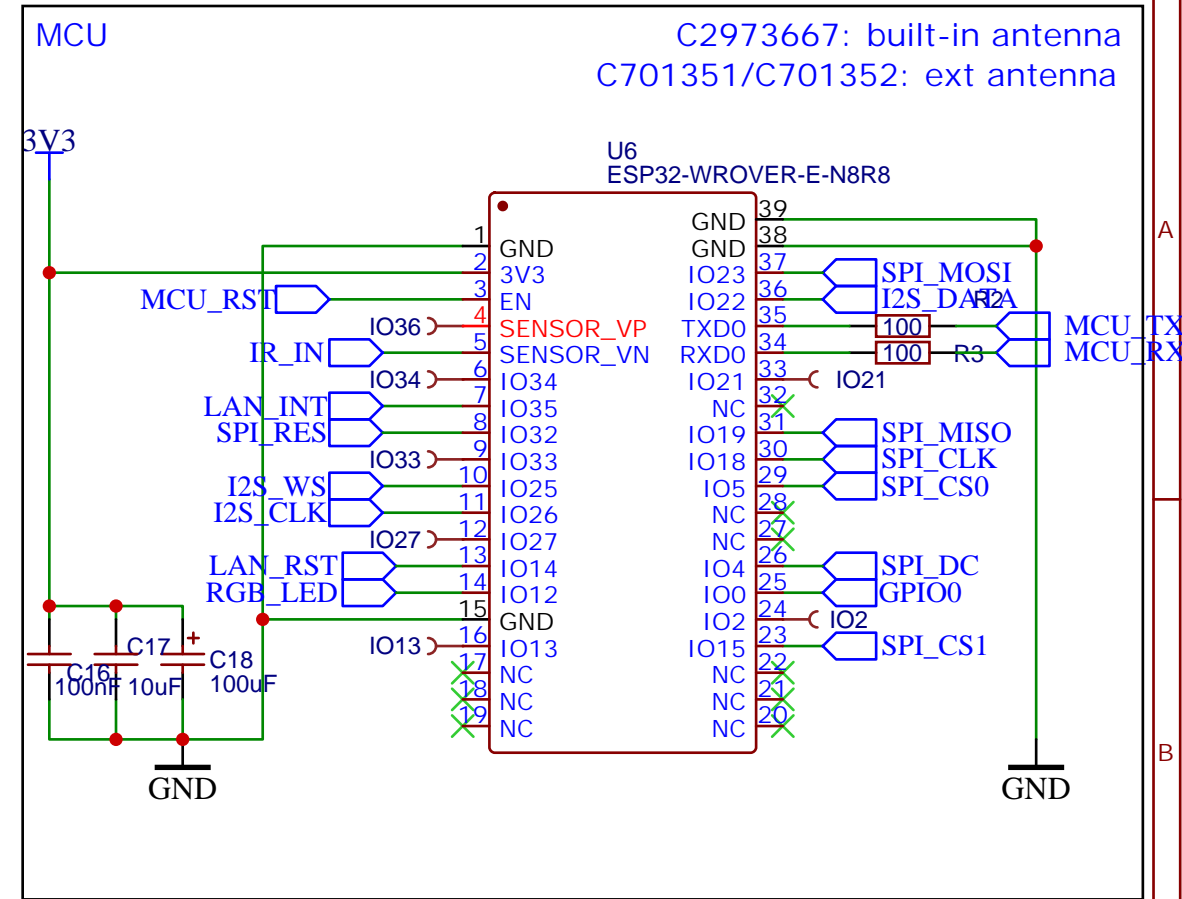 MCU
C2973667: built-in antenna
C701351/C701352: ext antenna
3V3
U6
ESP32-WROVER-E-N8R8
1 GND
2 3V3
MCU_RST 3 EN
IO36 4 SENSOR_VP
IR_IN 5 SENSOR_VN
IO34 6 IO34
LAN_INT 7 IO35
SPI_RES 8 IO32
IO33 9 IO33
I2S_WS 10 IO25
I2S_CLK 11 IO26
IO27 12 IO27
LAN_RST 13 IO14
RGB_LED 14 IO12
15 GND
IO13 16 IO13
17 NC
18 NC
19 NC
GND 39
GND 38
IO23 37 SPI_MOSI
IO22 36 I2S_DATA
R2
TXD0 35 100 MCU_TX
RXD0 34 100 R3 MCU_RX
IO21 33 IO21
NC 32
IO19 31 SPI_MISO
IO18 30 SPI_CLK
IO5 29 SPI_CS0
NC 28
NC 27
IO4 26 SPI_DC
IO0 25 GPIO0
IO2 24 IO2
IO15 23 SPI_CS1
NC 22
NC 21
NC 20
C16
100nF
C17
10uF
+
C18
100uF
GND
GND
A
B